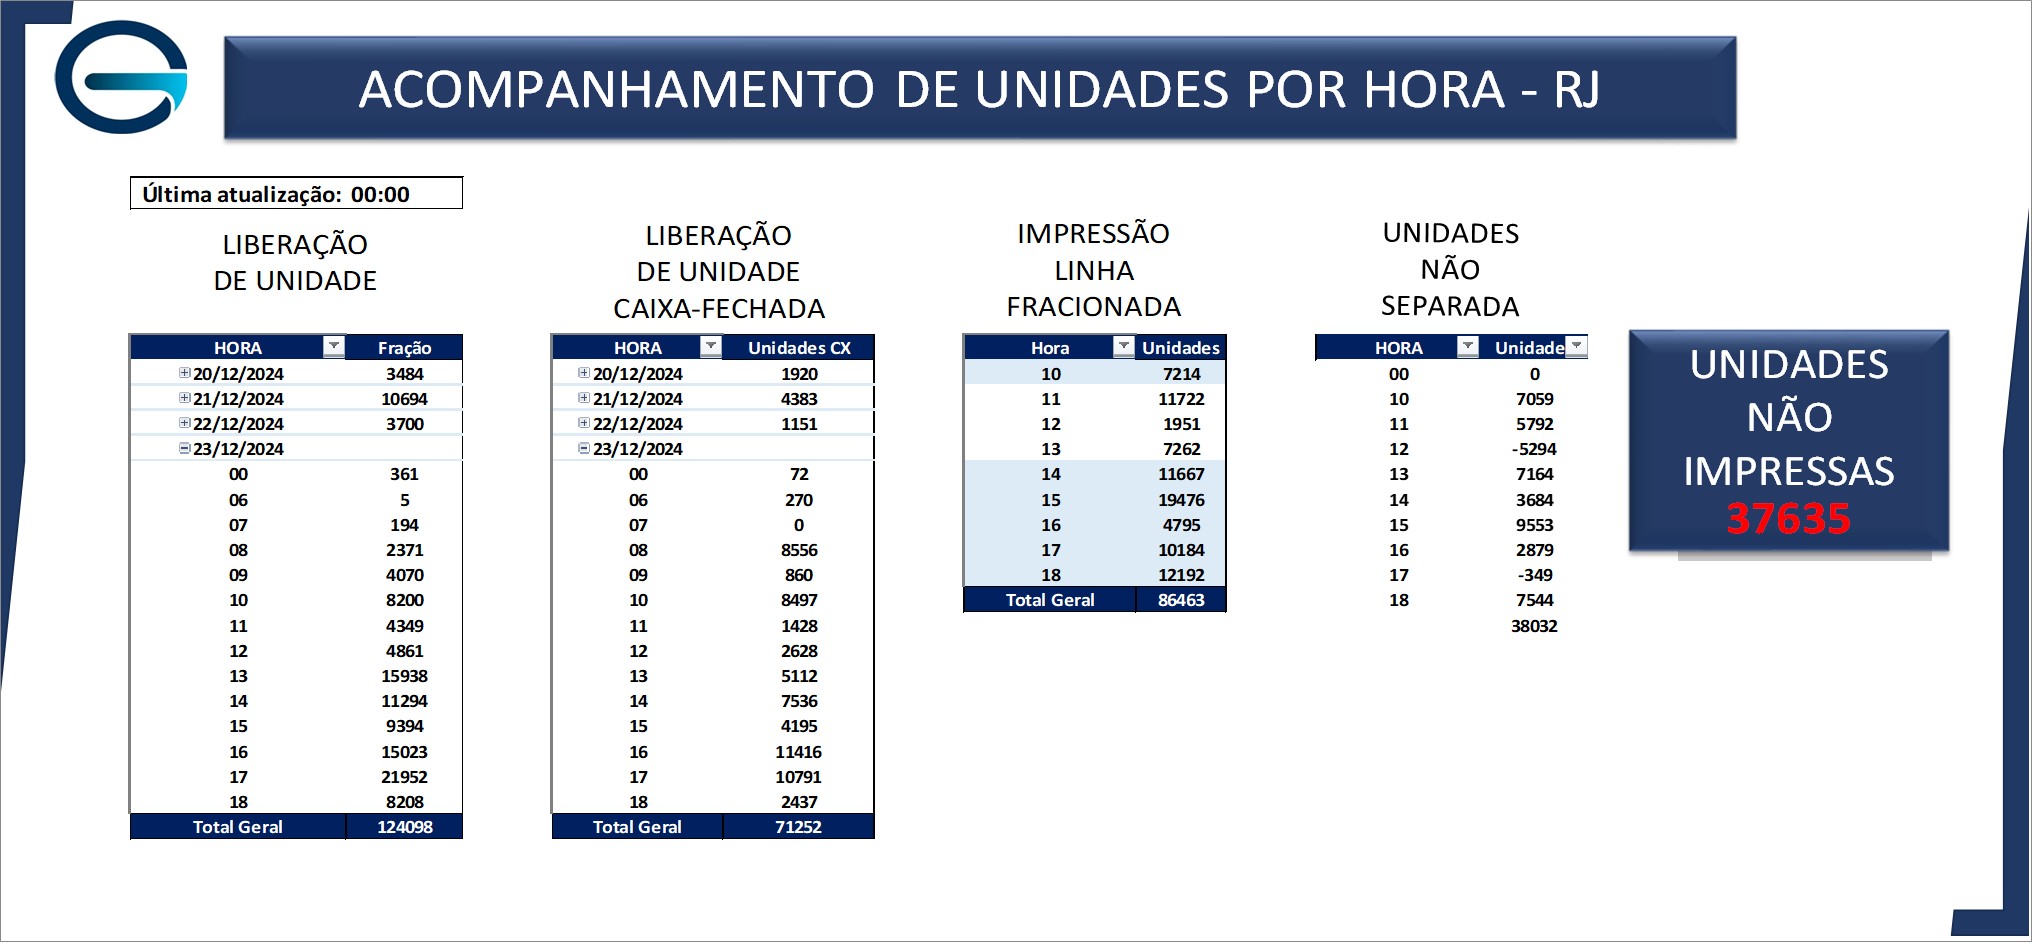 ACOMPANHAMENTO DE UNIDADES POR HORA - RJ
Última atualização: 00:00
LIBERAÇÃO
DE UNIDADE
HORA Fração
20/12/2024 3484
21/12/2024 10694
22/12/2024 3700
23/12/2024
00 361
06 5
07 194
08 2371
09 4070
10 8200
11 4349
12 4861
13 15938
14 11294
15 9394
16 15023
17 21952
18 8208
Total Geral 124098
LIBERAÇÃO
DE UNIDADE
CAIXA-FECHADA
HORA Unidades CX
20/12/2024 1920
21/12/2024 4383
22/12/2024 1151
23/12/2024
00 72
06 270
07 0
08 8556
09 860
10 8497
11 1428
12 2628
13 5112
14 7536
15 4195
16 11416
17 10791
18 2437
Total Geral 71252
IMPRESSÃO
LINHA
FRACIONADA
Hora Unidades
10 7214
11 11722
12 1951
13 7262
14 11667
15 19476
16 4795
17 10184
18 12192
Total Geral 86463
UNIDADES
NÃO
SEPARADA
HORA Unidade
00 0
10 7059
11 5792
12 -5294
13 7164
14 3684
15 9553
16 2879
17 -349
18 7544
38032
UNIDADES
NÃO
IMPRESSAS
37635